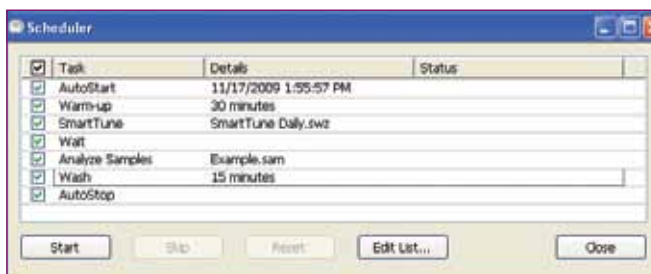 Scheduler
Task Details Status
AutoStart 11/17/2009 1:55:57 PM
Warm-up 30 minutes
SmartTune SmartTune Daily.swz
Wait
Analyze Samples Example.sam
Wash 15 minutes
AutoStop
Start Skip Reset Edit List... Close